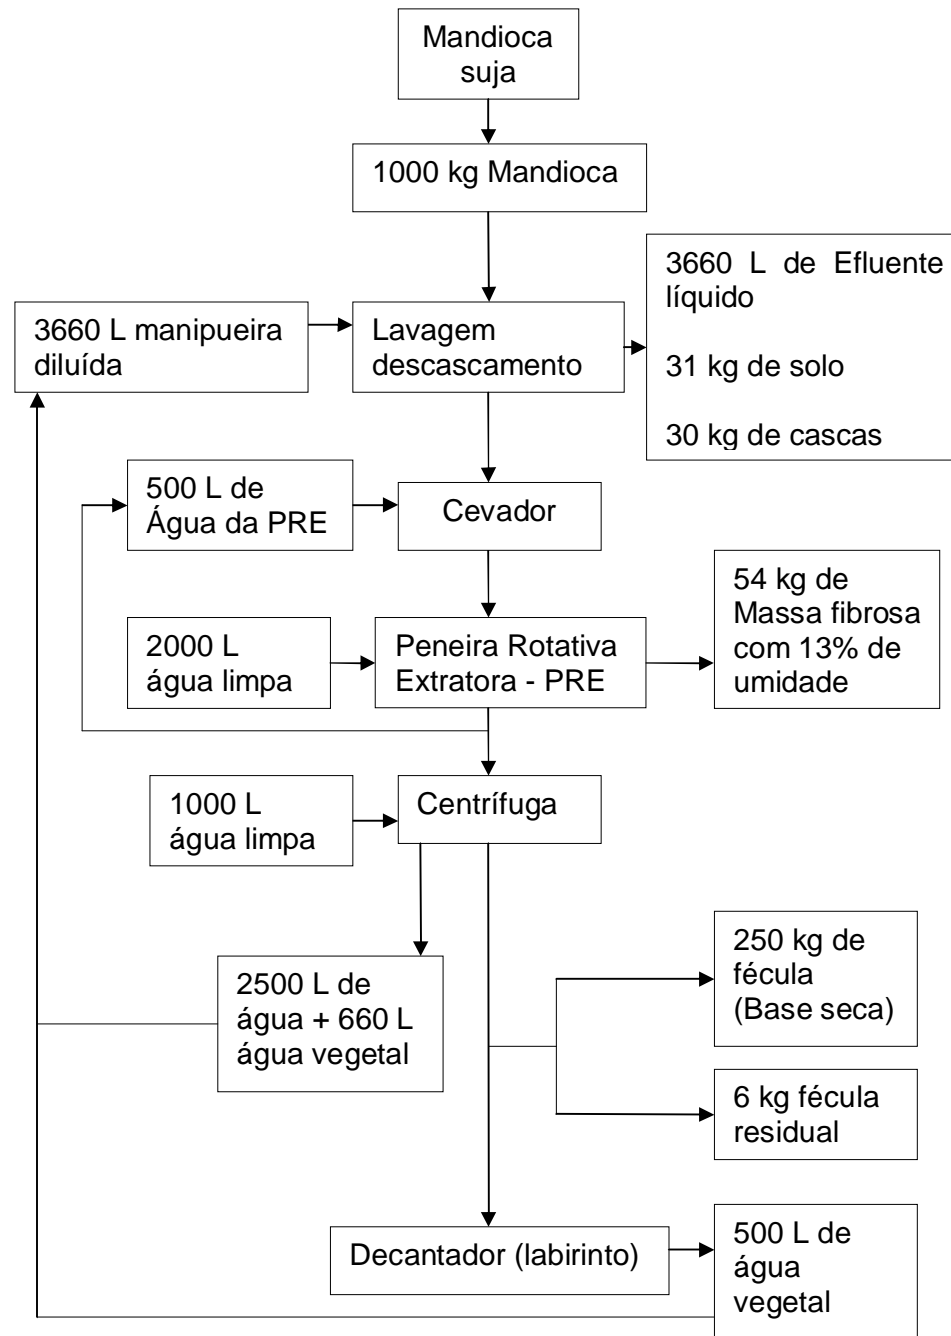 Mandioca
suja
1000 kg Mandioca
3660 L de Efluente
líquido
31 kg de solo
30 kg de cascas
3660 L manipueira
diluída
Lavagem
descascamento
500 L de
Água da PRE
Cevador
54 kg de
Massa fibrosa
com 13% de
umidade
2000 L
água limpa
Peneira Rotativa
Extratora - PRE
1000 L
água limpa
Centrífuga
250 kg de
fécula
(Base seca)
2500 L de
água + 660 L
água vegetal
6 kg fécula
residual
Decantador (labirinto)
500 L de
água
vegetal